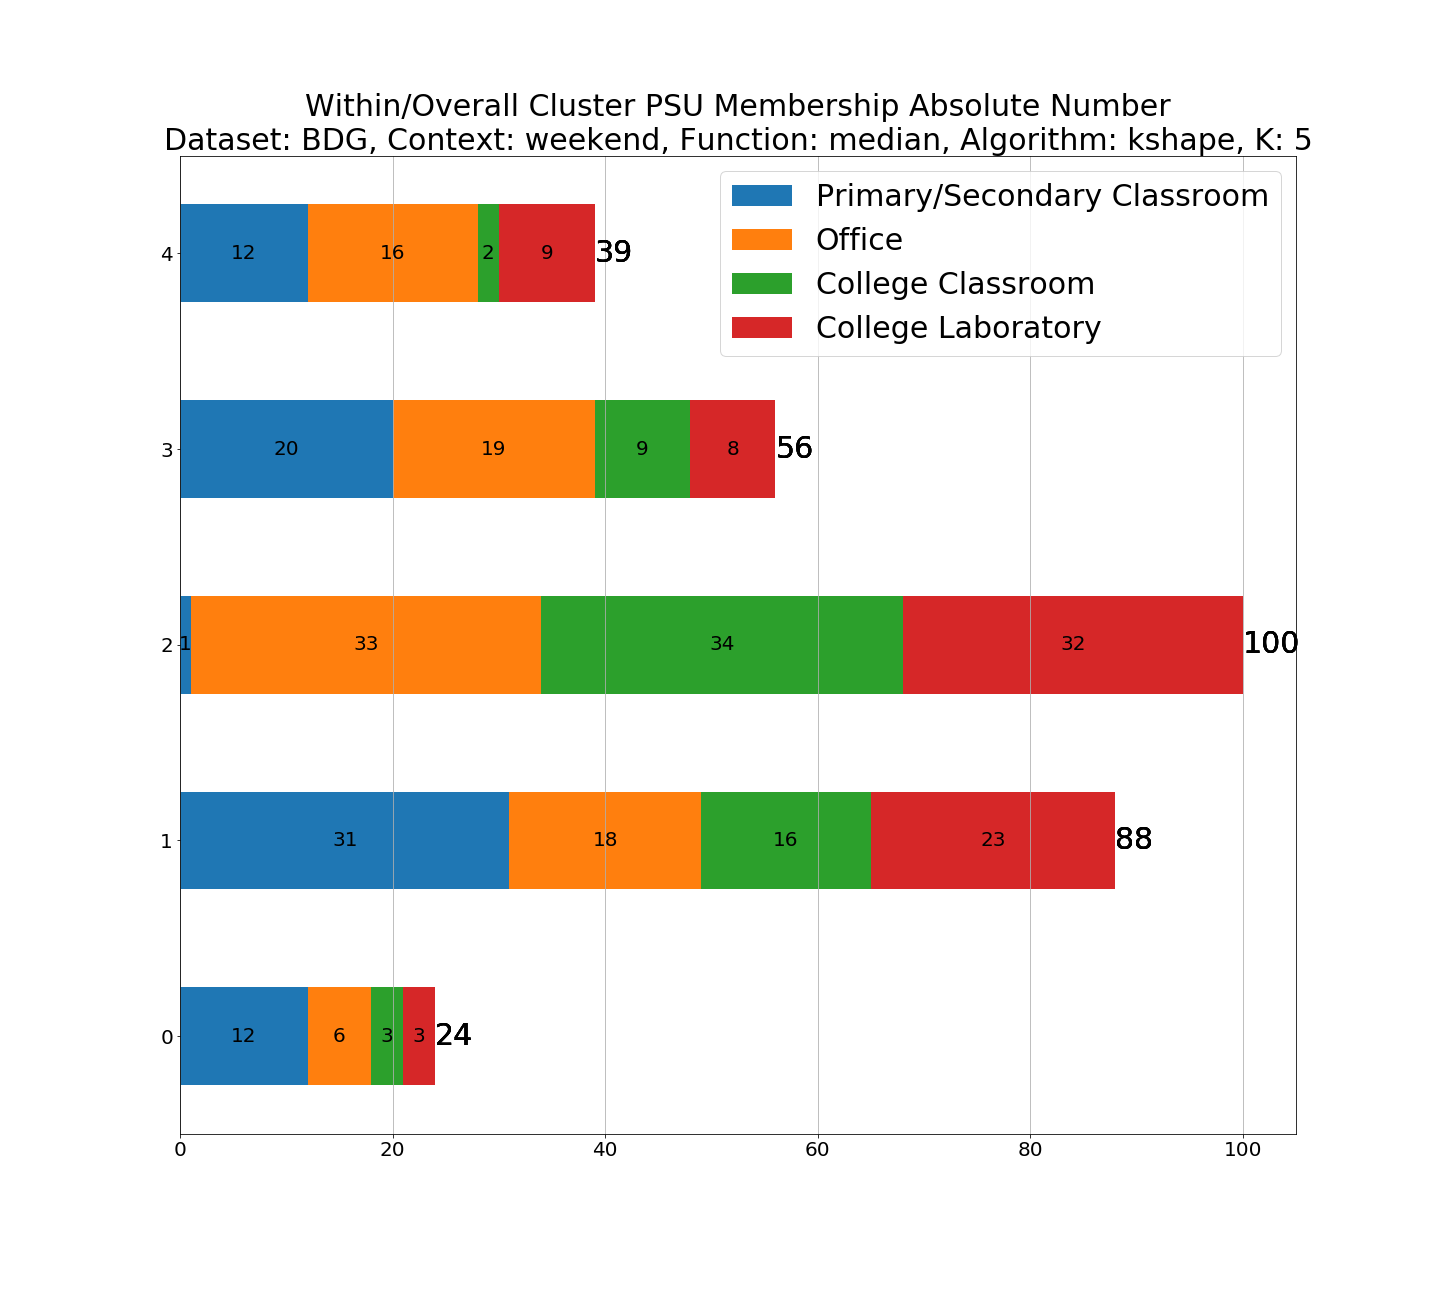 Within/Overall Cluster PSU Membership Absolute Number
Dataset: BDG, Context: weekend, Function: median, Algorithm: kshape, K: 5
Primary/Secondary Classroom
Office
College Classroom
College Laboratory
4 12 16 2 9 39
3 20 19 9 8 56
2 1 33 34 32 100
1 31 18 16 23 88
0 12 6 3 3 24
0 20 40 60 80 100